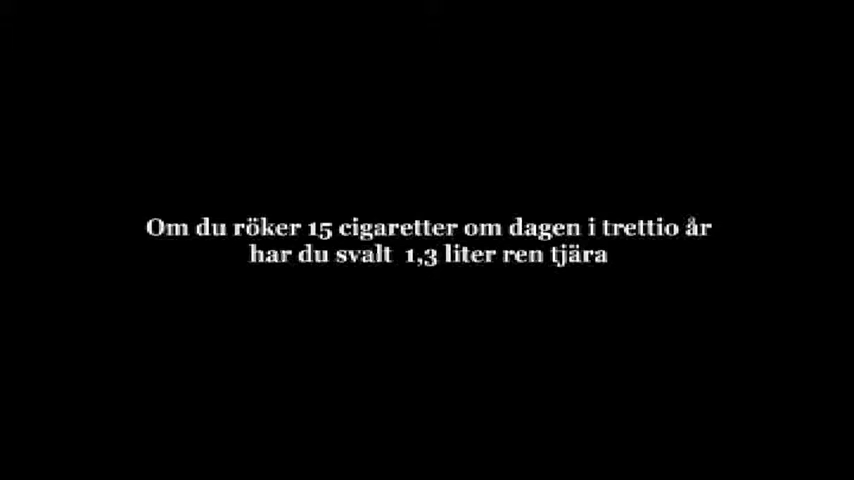 Om du röker 15 cigaretter om dagen i trettio år
har du svalt 1,3 liter ren tjära